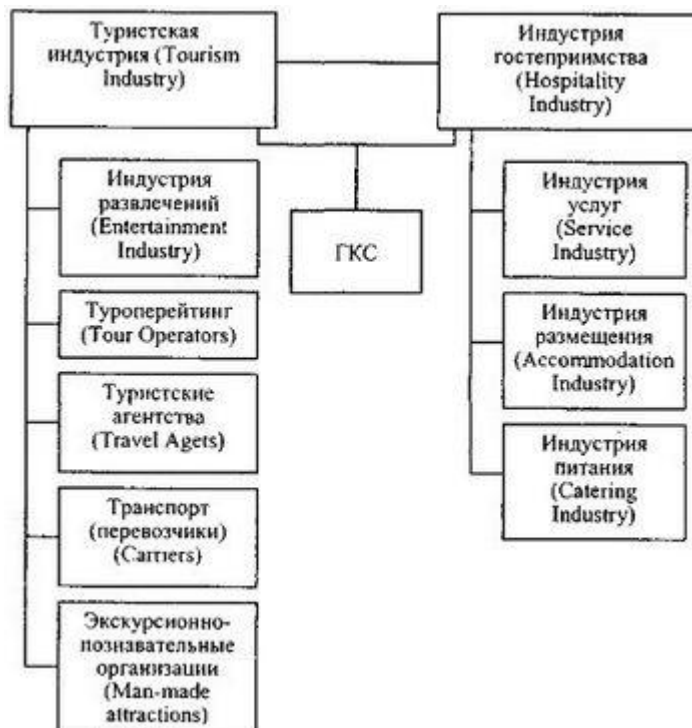 Туристская
индустрия (Tourism
Industry)
Индустрия
гостеприимства
(Hospitality
Industry)
Индустрия
развлечений
(Entertainment
Industry)
Туроперейтинг
(Tour Operators)
Туристские
агентства
(Travel Agets)
Транспорт
(перевозчики)
(Carriers)
Экскурсионно-
познавательные
организации
(Man-made
attractions)
ГКС
Индустрия
услуг
(Service
Industry)
Индустрия
размещения
(Accommodation
Industry)
Индустрия
питания
(Catering
Industry)